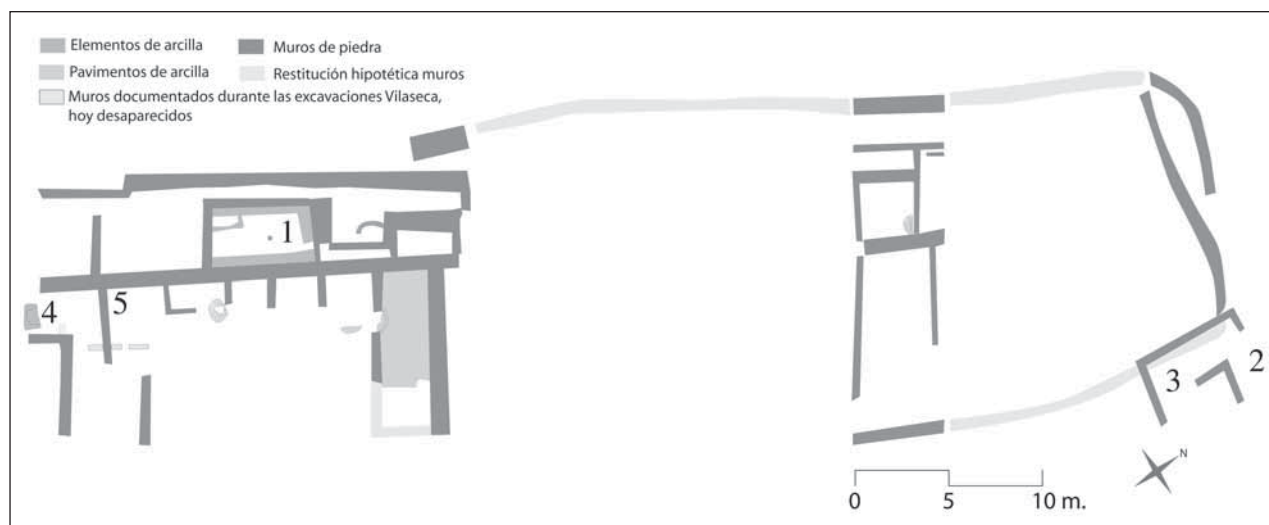 Elementos de arcilla
Muros de piedra
Pavimentos de arcilla
Restitución hipotética muros
Muros documentados durante las excavaciones Vilaseca,
hoy desaparecidos
1
4
5
3
2
N
0 5 10 m.